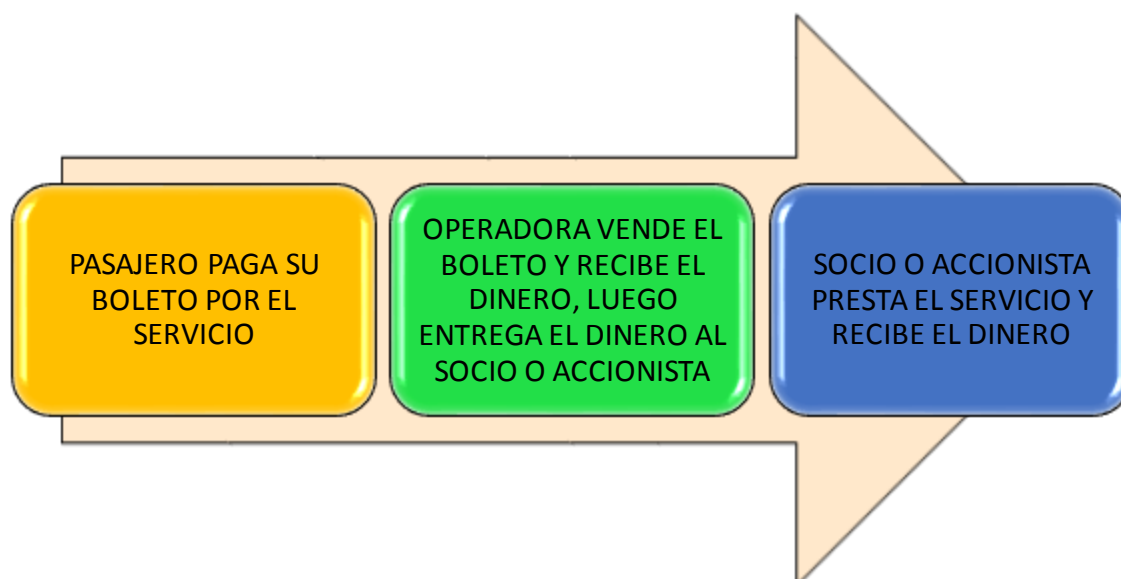 PASAJERO PAGA SU
BOLETO POR EL
SERVICIO
OPERADORA VENDE EL
BOLETO Y RECIBE EL
DINERO, LUEGO
ENTREGA EL DINERO AL
SOCIO O ACCIONISTA
SOCIO O ACCIONISTA
PRESTA EL SERVICIO Y
RECIBE EL DINERO